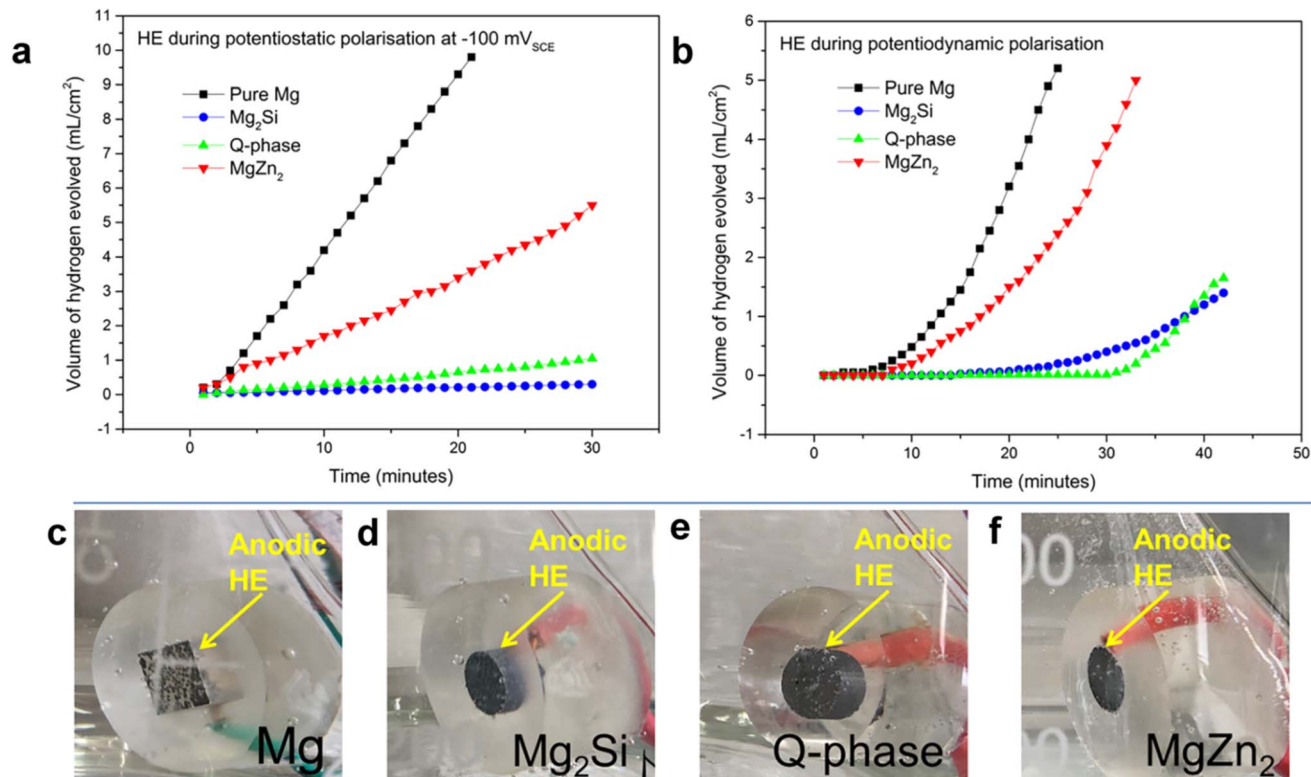 a
HE during potentiostatic polarisation at -100 mV_SCE
Pure Mg
Mg₂Si
Q-phase
MgZn₂
Volume of hydrogen evolved (mL/cm²)
11
10
9
8
7
6
5
4
3
2
1
0
-1
0 10 20 30
Time (minutes)
b
HE during potentiodynamic polarisation
Pure Mg
Mg₂Si
Q-phase
MgZn₂
Volume of hydrogen evolved (mL/cm²)
6
5
4
3
2
1
0
-1
0 10 20 30 40 50
Time (minutes)
c
Anodic
HE
Mg
d
Anodic
HE
Mg₂Si
e
Anodic
HE
Q-phase
f
Anodic
HE
MgZn₂